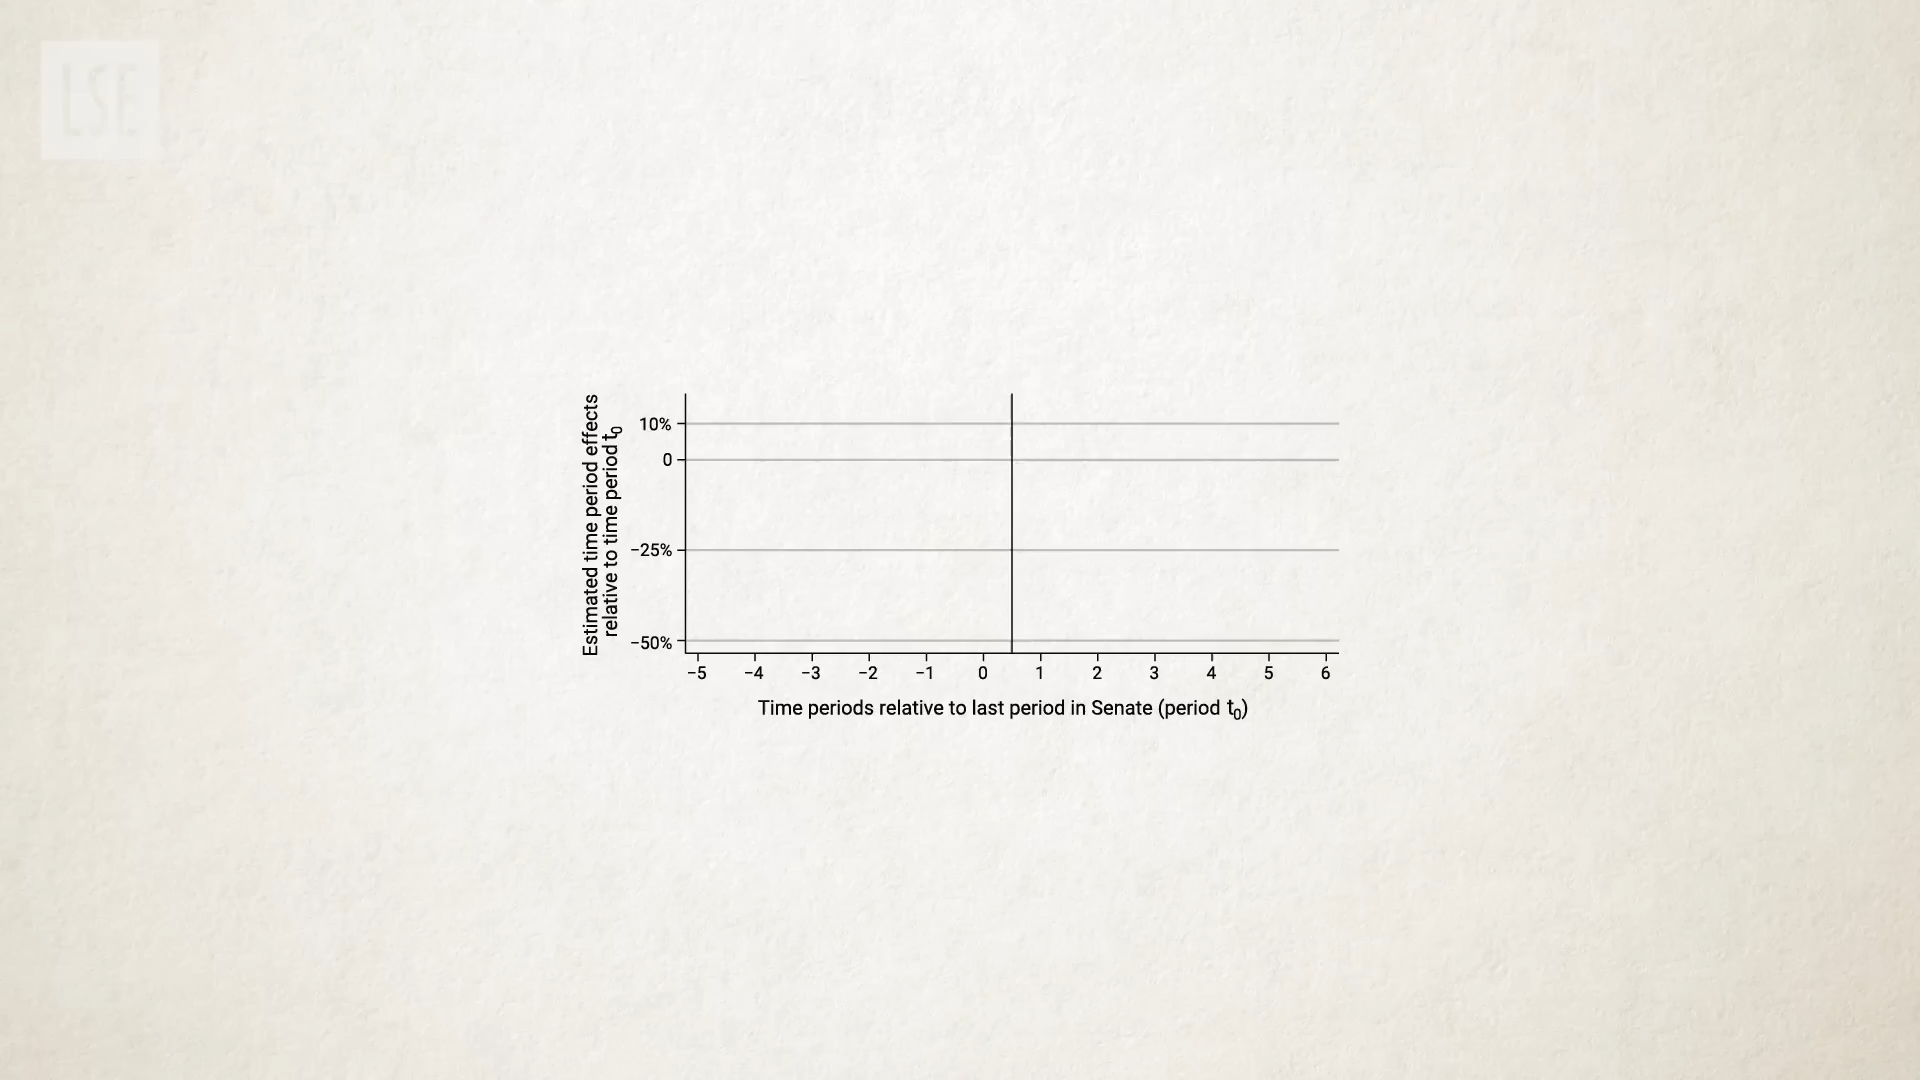 LSE
Estimated time period effects
relative to time period t₀
10%
0
−25%
−50%
−5 −4 −3 −2 −1 0 1 2 3 4 5 6
Time periods relative to last period in Senate (period t₀)